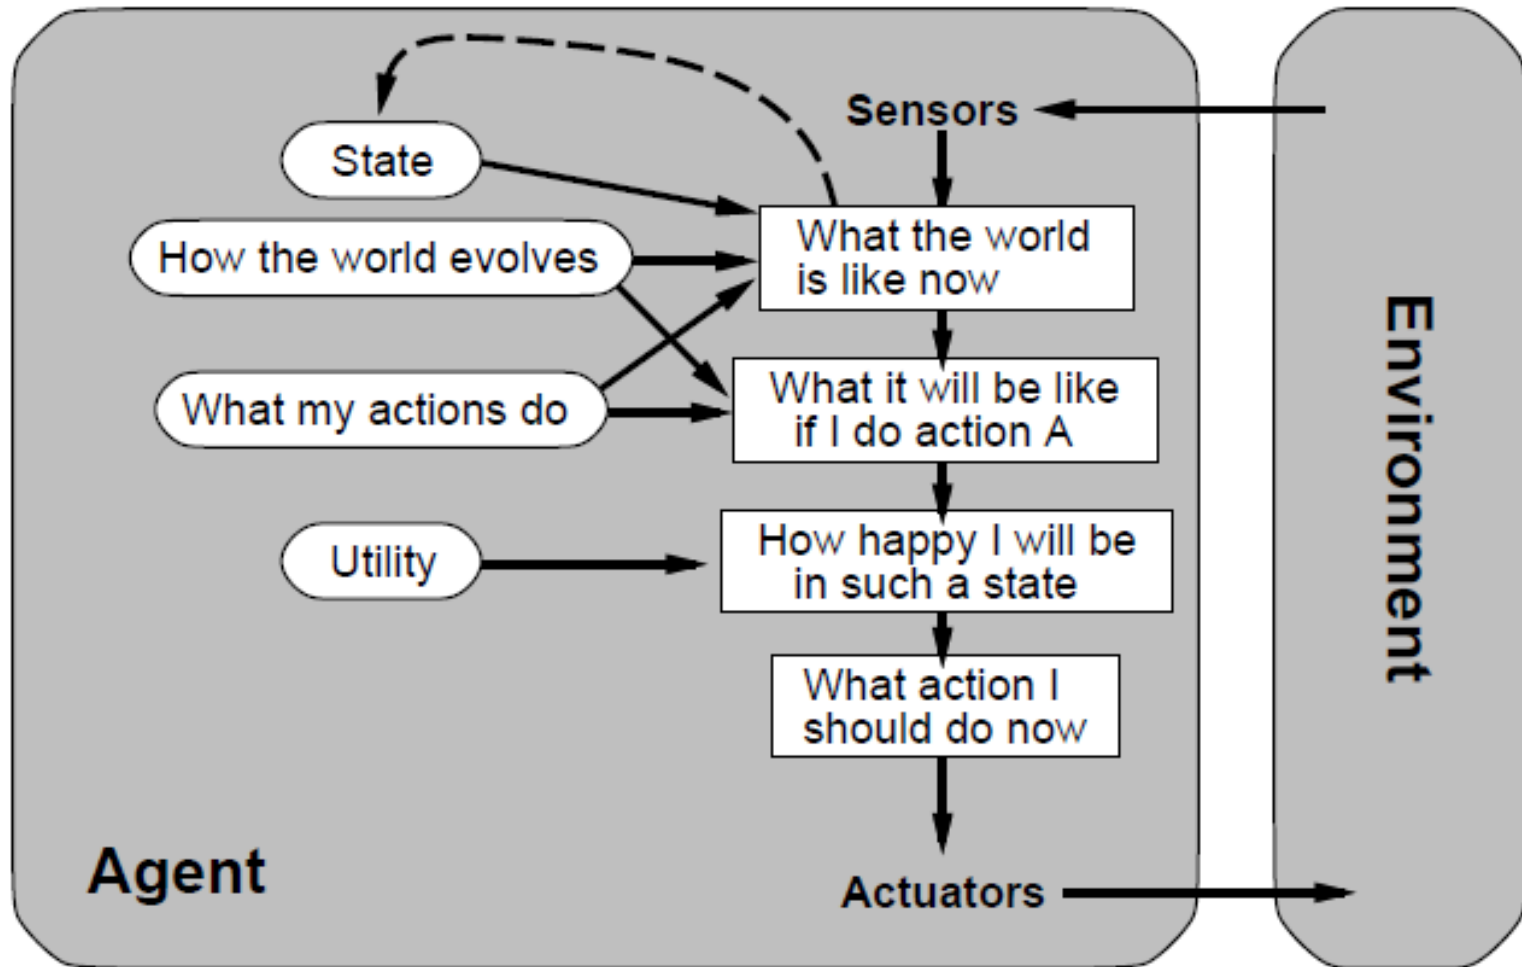 Sensors
State
What the world
is like now
How the world evolves
What it will be like
if I do action A
What my actions do
How happy I will be
in such a state
Utility
What action I
should do now
Agent
Actuators
Environment